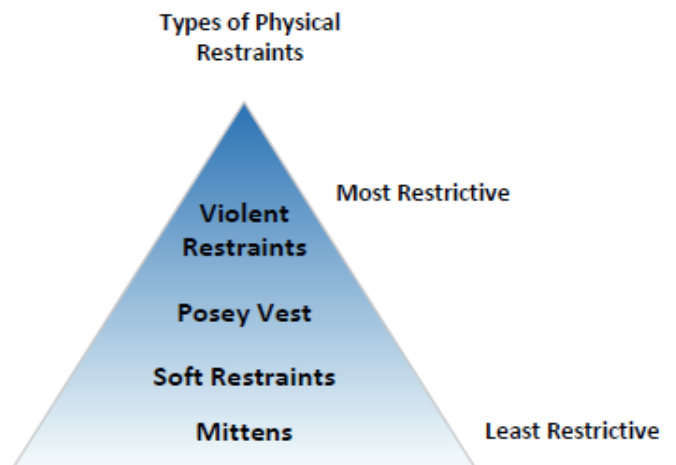 Types of Physical
Restraints
Most Restrictive
Violent
Restraints
Posey Vest
Soft Restraints
Mittens
Least Restrictive